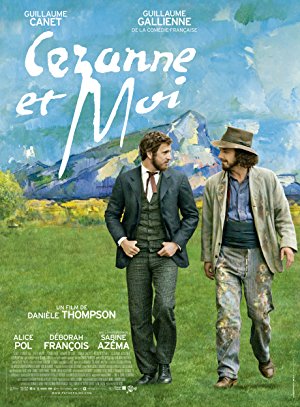 GUILLAUME
CANET
GUILLAUME
GALLIENNE
DE LA COMÉDIE-FRANÇAISE
Cezanne
et Moi
UN FILM DE
DANIÈLE THOMPSON
ALICE
POL
DÉBORAH
FRANÇOIS
SABINE
AZÉMA